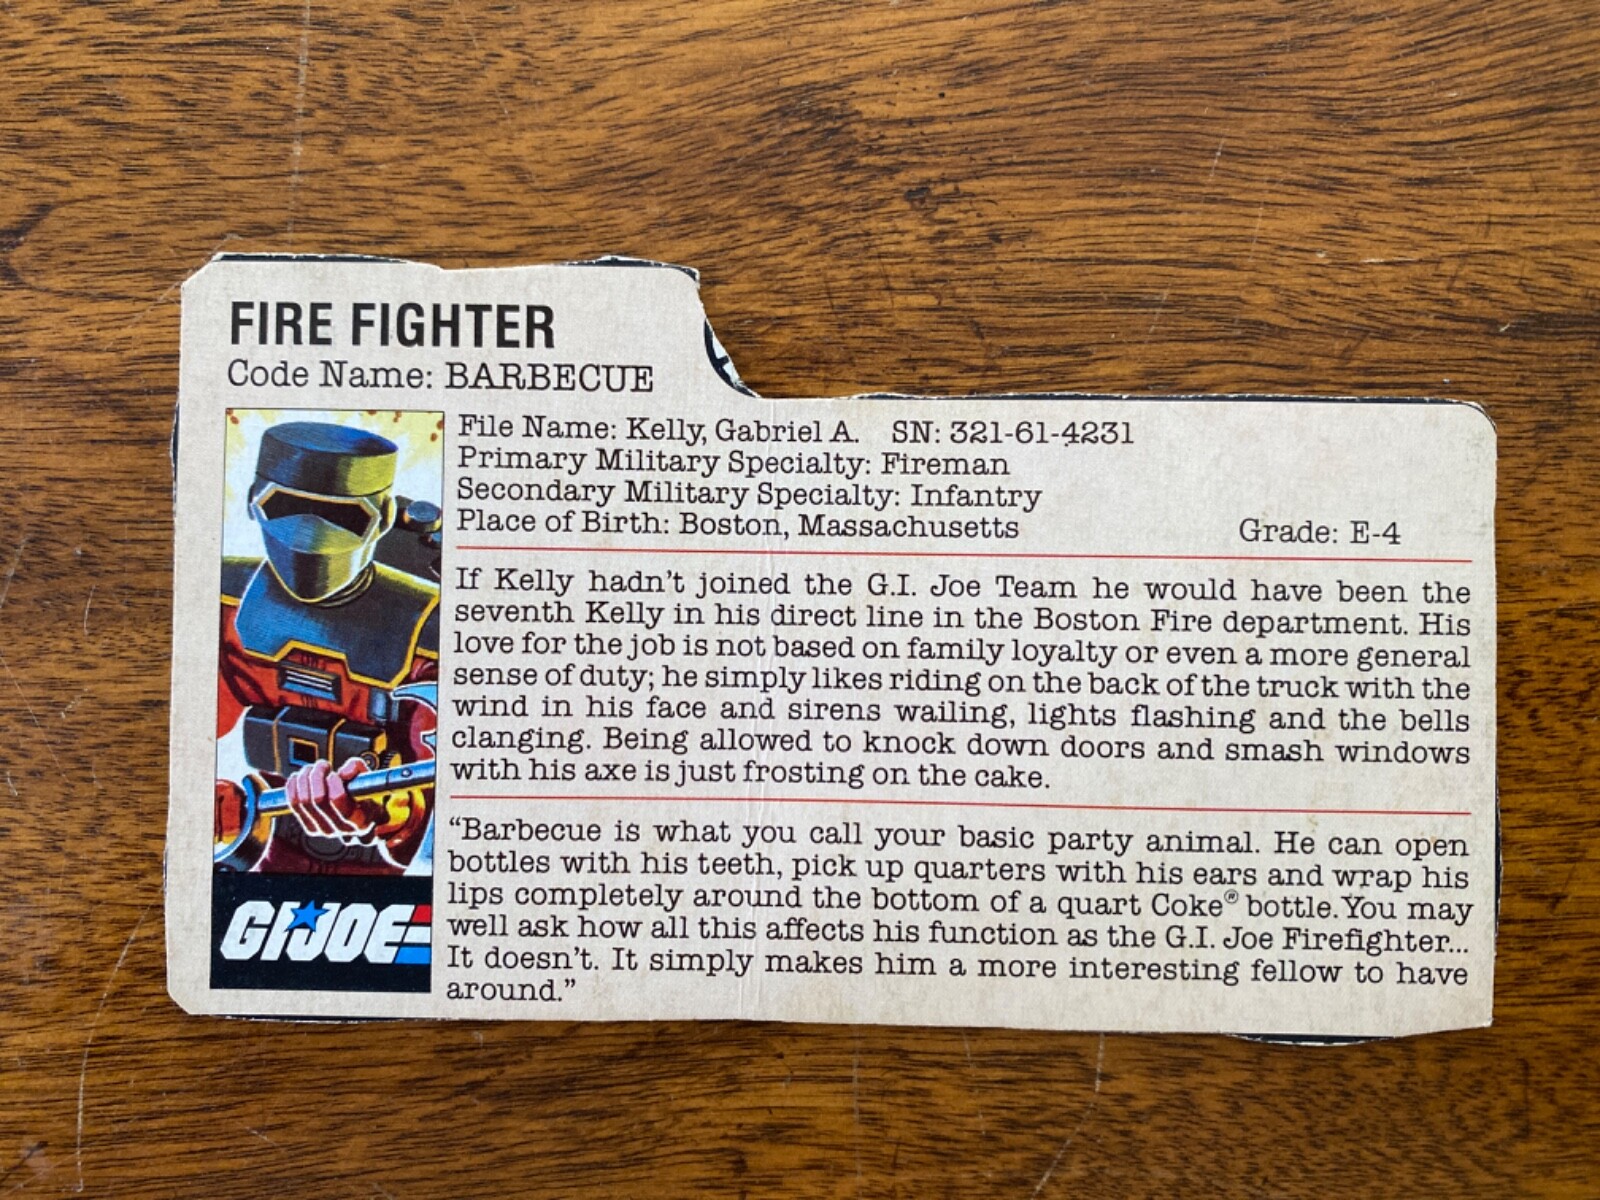 FIRE FIGHTER
Code Name: BARBECUE
File Name: Kelly, Gabriel A. SN: 321-61-4231
Primary Military Specialty: Fireman
Secondary Military Specialty: Infantry
Place of Birth: Boston, Massachusetts Grade: E-4
If Kelly hadn't joined the G.I. Joe Team he would have been the
seventh Kelly in his direct line in the Boston Fire department. His
love for the job is not based on family loyalty or even a more general
sense of duty; he simply likes riding on the back of the truck with the
wind in his face and sirens wailing, lights flashing and the bells
clanging. Being allowed to knock down doors and smash windows
with his axe is just frosting on the cake.
“Barbecue is what you call your basic party animal. He can open
bottles with his teeth, pick up quarters with his ears and wrap his
lips completely around the bottom of a quart Coke® bottle. You may
well ask how all this affects his function as the G.I. Joe Firefighter...
It doesn't. It simply makes him a more interesting fellow to have
around.”
GI JOE